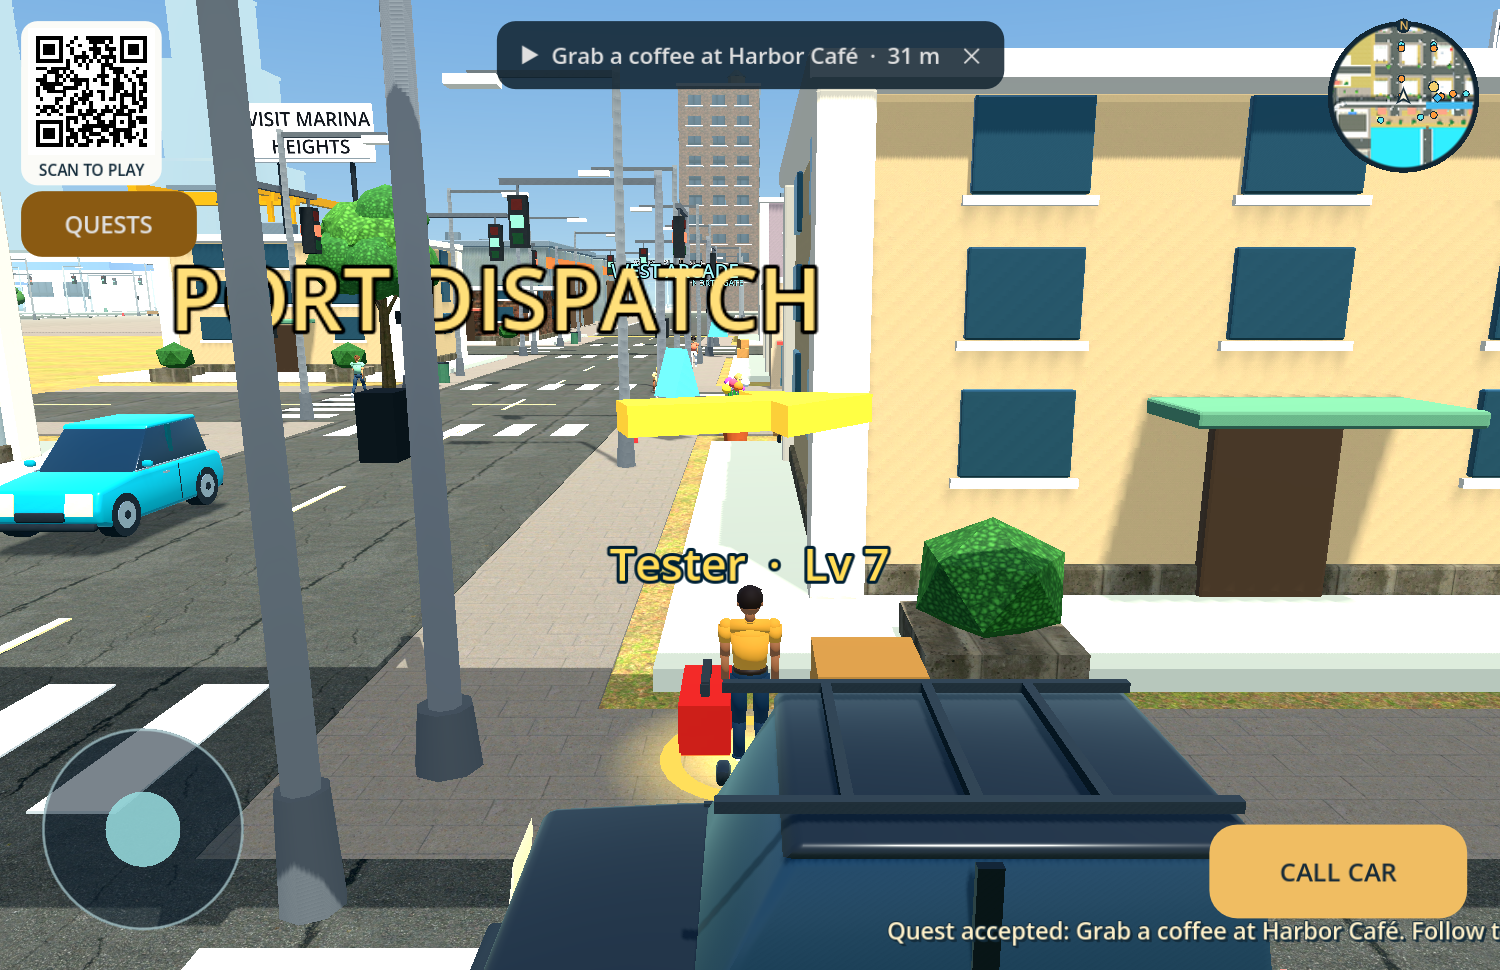 Grab a coffee at Harbor Café · 31 m
N
SCAN TO PLAY
QUESTS
VISIT MARINA
HEIGHTS
WEST ARCADE
PORT DISPATCH
Tester · Lv 7
CALL CAR
Quest accepted: Grab a coffee at Harbor Café. Follow t